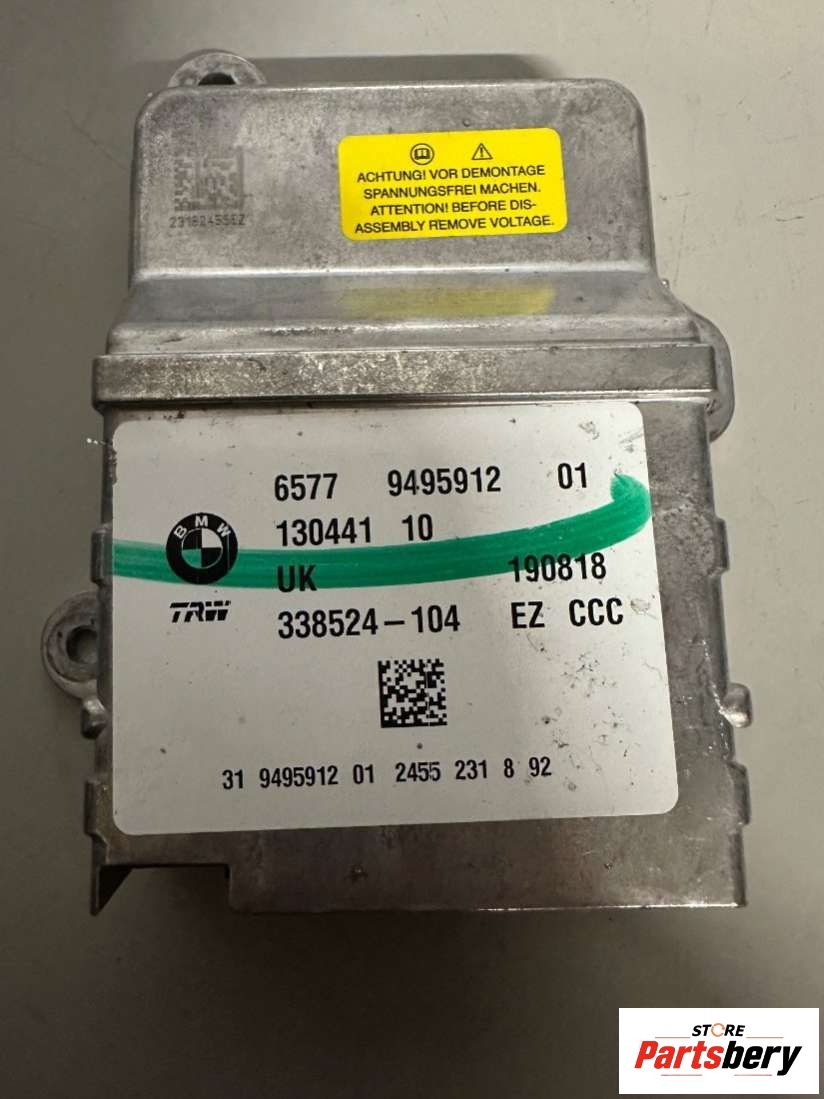 ACHTUNG! VOR DEMONTAGE
SPANNUNGSFREI MACHEN.
ATTENTION! BEFORE DIS-
ASSEMBLY REMOVE VOLTAGE.
23182455EZ
6577 9495912 01
BMW
130441 10
UK 190818
TRW
338524-104 EZ CCC
31 9495912 01 2455 231 8 92
STORE
Partsbery